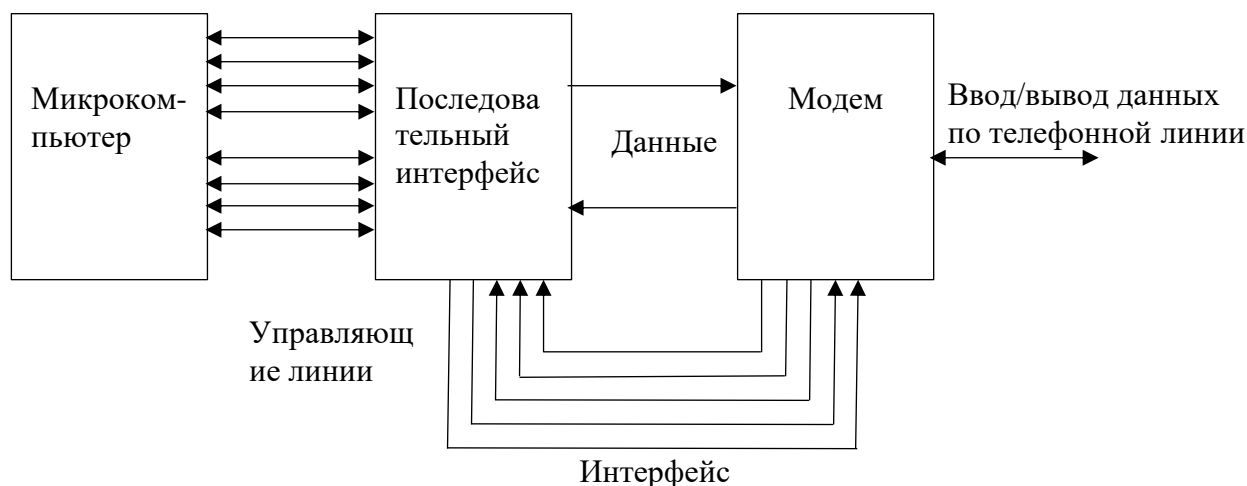 Микроком-
пьютер
Последова
тельный
интерфейс
Данные
Модем
Ввод/вывод данных
по телефонной линии
Управляющ
ие линии
Интерфейс